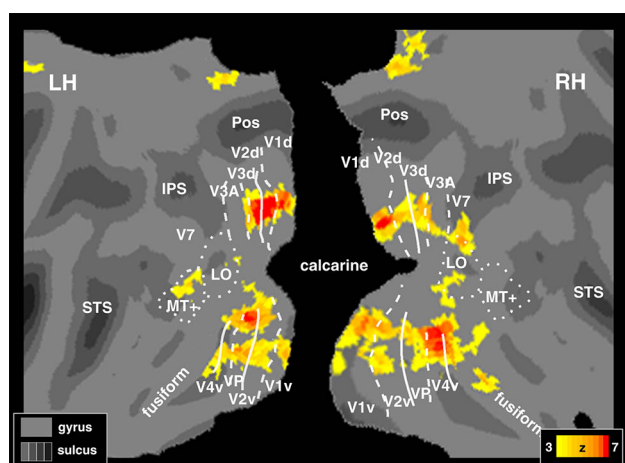 LH
RH
Pos
Pos
V1d
V2d
V3d
V3A
IPS
V7
LO
MT+
STS
V1d
V2d
V3d
V3A
V7
IPS
LO
MT+
STS
calcarine
V4v
VP
V2v
V1v
fusiform
V1v
V2v
VP
V4v
fusiform
gyrus
sulcus
3 z 7